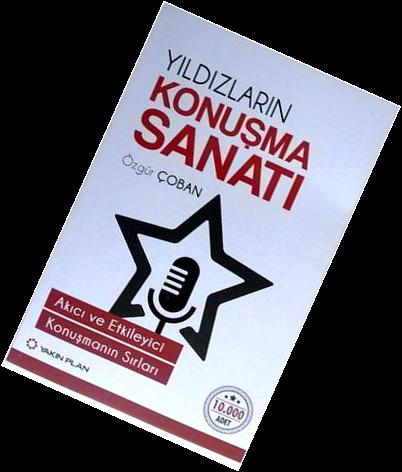 YILDIZLARIN
KONUŞMA
SANATI
Özgür ÇOBAN
Akıcı ve Etkileyici
Konuşmanın Sırları
YAKIN PLAN
10.000
ADET